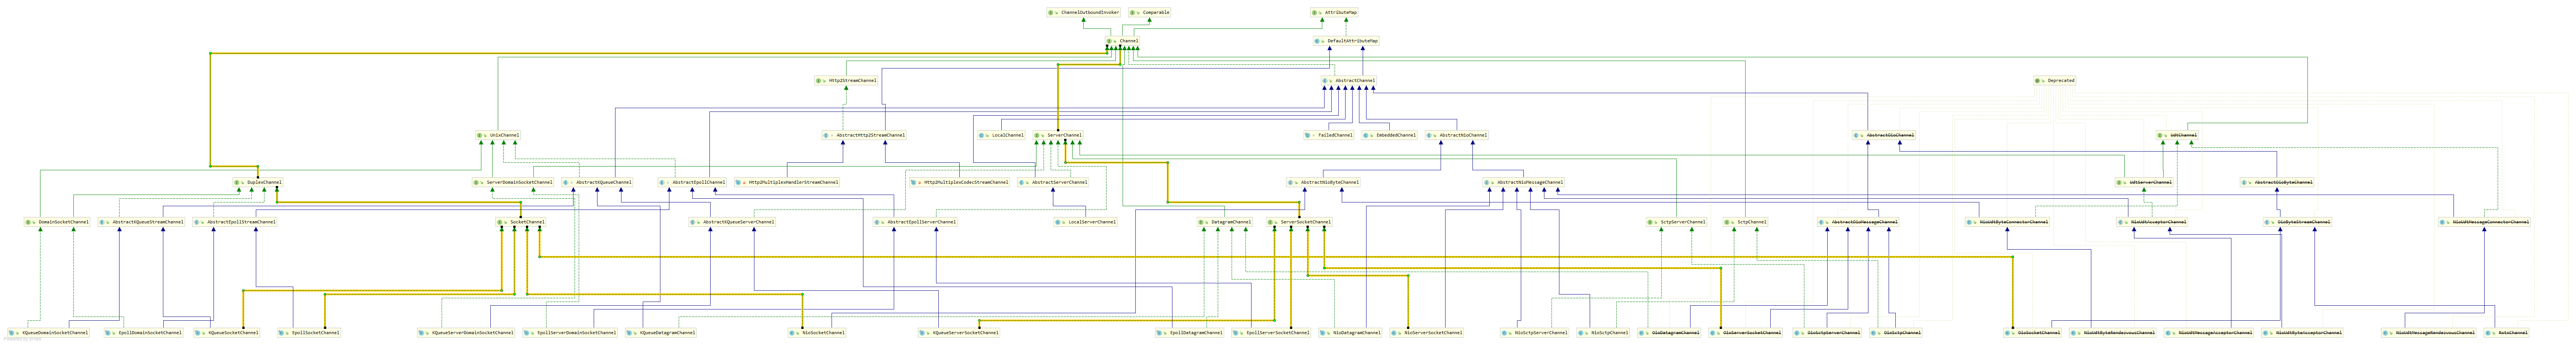 ChannelOutboundInvoker
Comparable
AttributeMap
Channel
DefaultAttributeMap
Http2StreamChannel
AbstractChannel
Deprecated
UnixChannel
AbstractHttp2StreamChannel
LocalChannel
ServerChannel
FailedChannel
EmbeddedChannel
AbstractNioChannel
AbstractOioChannel
UdtChannel
DuplexChannel
ServerDomainSocketChannel
AbstractKQueueChannel
AbstractEpollChannel
Http2MultiplexHandlerStreamChannel
Http2MultiplexCodecStreamChannel
AbstractServerChannel
AbstractNioByteChannel
AbstractNioMessageChannel
UdtServerChannel
AbstractOioByteChannel
DomainSocketChannel
AbstractKQueueStreamChannel
AbstractEpollStreamChannel
SocketChannel
AbstractKQueueServerChannel
AbstractEpollServerChannel
LocalServerChannel
DatagramChannel
ServerSocketChannel
SctpServerChannel
SctpChannel
AbstractOioMessageChannel
NioUdtByteConnectorChannel
NioUdtAcceptorChannel
OioByteStreamChannel
NioUdtMessageConnectorChannel
KQueueDomainSocketChannel
EpollDomainSocketChannel
KQueueSocketChannel
EpollSocketChannel
KQueueServerDomainSocketChannel
EpollServerDomainSocketChannel
KQueueDatagramChannel
NioSocketChannel
KQueueServerSocketChannel
EpollDatagramChannel
EpollServerSocketChannel
NioDatagramChannel
NioServerSocketChannel
NioSctpServerChannel
NioSctpChannel
OioDatagramChannel
OioServerSocketChannel
OioSctpServerChannel
OioSctpChannel
OioSocketChannel
NioUdtByteRendezvousChannel
NioUdtMessageAcceptorChannel
NioUdtByteAcceptorChannel
NioUdtMessageRendezvousChannel
RxtxChannel
Powered by yFiles